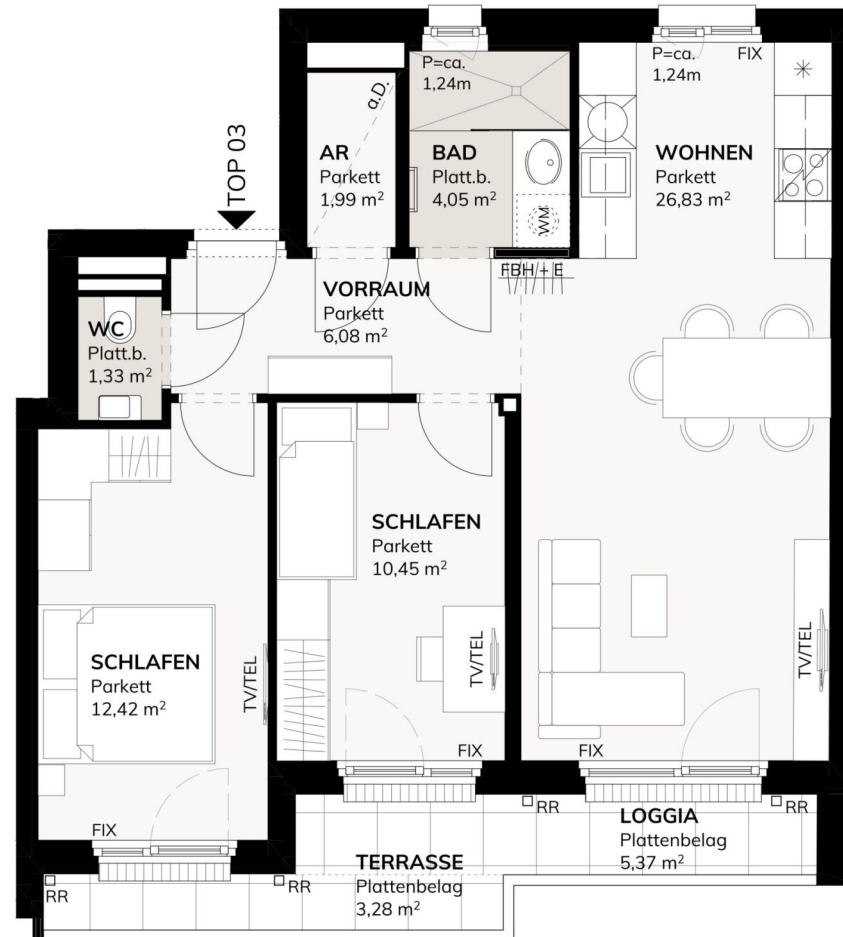 P=ca.
1,24m
P=ca.
1,24m
FIX
a.D.
TOP 03
AR
Parkett
1,99 m²
BAD
Platt.b.
4,05 m²
WOHNEN
Parkett
26,83 m²
WM
FBH + E
VORRAUM
Parkett
6,08 m²
WC
Platt.b.
1,33 m²
SCHLAFEN
Parkett
10,45 m²
SCHLAFEN
Parkett
12,42 m²
TV/TEL
TV/TEL
TV/TEL
FIX
FIX
FIX
RR
RR
LOGGIA
Plattenbelag
5,37 m²
TERRASSE
Plattenbelag
3,28 m²
RR
RR